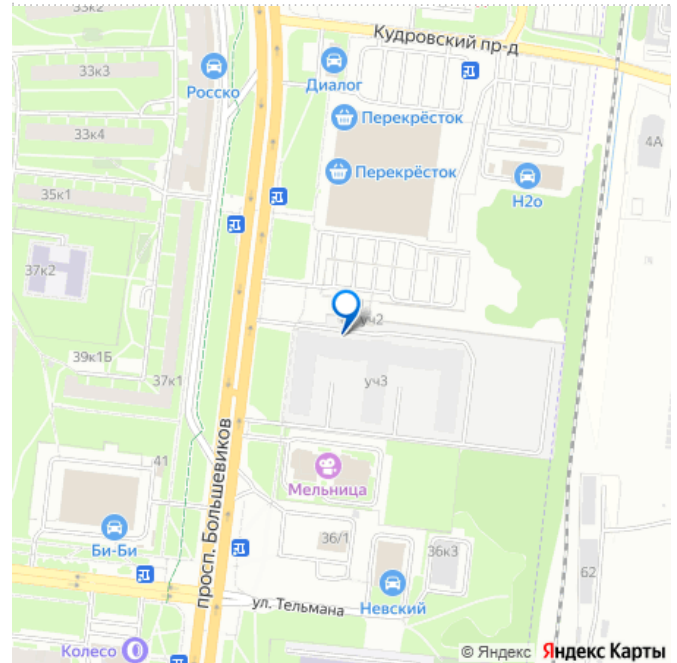 33к2
Кудровский пр-д
33к3
Росско
Диалог
Перекрёсток
33к4
4А
Перекрёсток
Н2о
35к1
37к2
уч2
39к1Б
37к1
уч3
просп. Большевиков
41
Мельница
Би-Би
36/1
36к3
62
ул. Тельмана
Невский
Колесо
© Яндекс Яндекс Карты